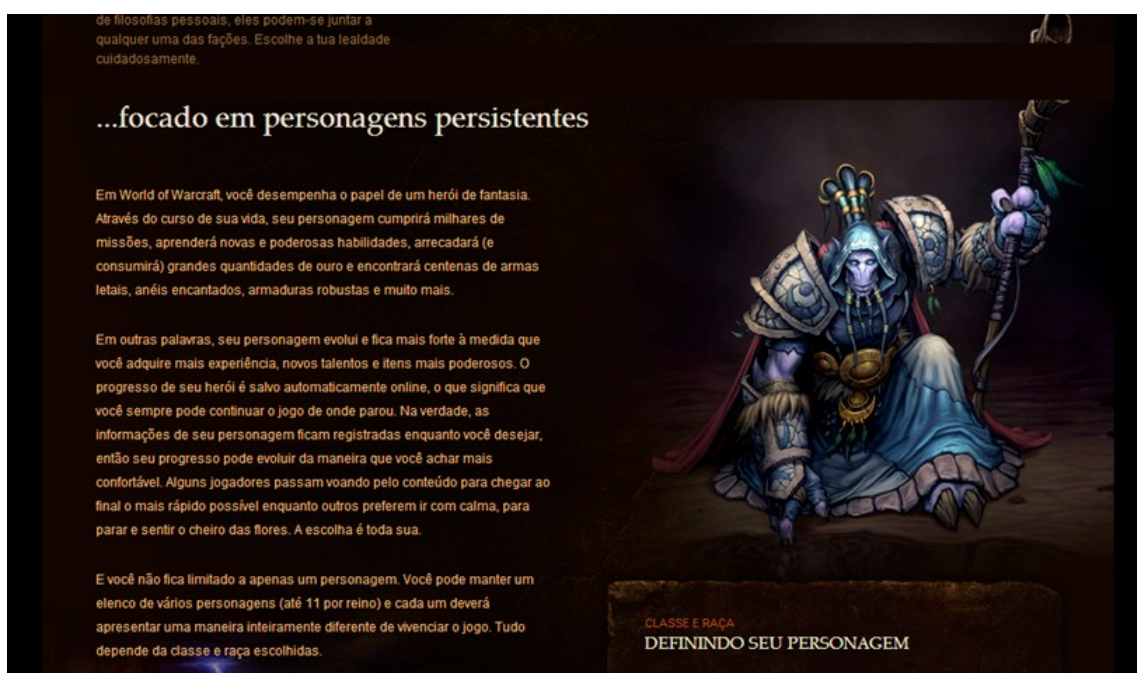 de filosofias pessoais, eles podem-se juntar a
qualquer uma das fações. Escolhe a tua lealdade
cuidadosamente.
...focado em personagens persistentes
Em World of Warcraft, você desempenha o papel de um herói de fantasia.
Através do curso de sua vida, seu personagem cumprirá milhares de
missões, aprenderá novas e poderosas habilidades, arrecadará (e
consumirá) grandes quantidades de ouro e encontrará centenas de armas
letais, anéis encantados, armaduras robustas e muito mais.
Em outras palavras, seu personagem evolui e fica mais forte à medida que
você adquire mais experiência, novos talentos e itens mais poderosos. O
progresso de seu herói é salvo automaticamente online, o que significa que
você sempre pode continuar o jogo de onde parou. Na verdade, as
informações de seu personagem ficam registradas enquanto você desejar,
então seu progresso pode evoluir da maneira que você achar mais
confortável. Alguns jogadores passam voando pelo conteúdo para chegar ao
final o mais rápido possível enquanto outros preferem ir com calma, para
parar e sentir o cheiro das flores. A escolha é toda sua.
E você não fica limitado a apenas um personagem. Você pode manter um
elenco de vários personagens (até 11 por reino) e cada um deverá
apresentar uma maneira inteiramente diferente de vivenciar o jogo. Tudo
depende da classe e raça escolhidas.
CLASSE E RAÇA
DEFININDO SEU PERSONAGEM